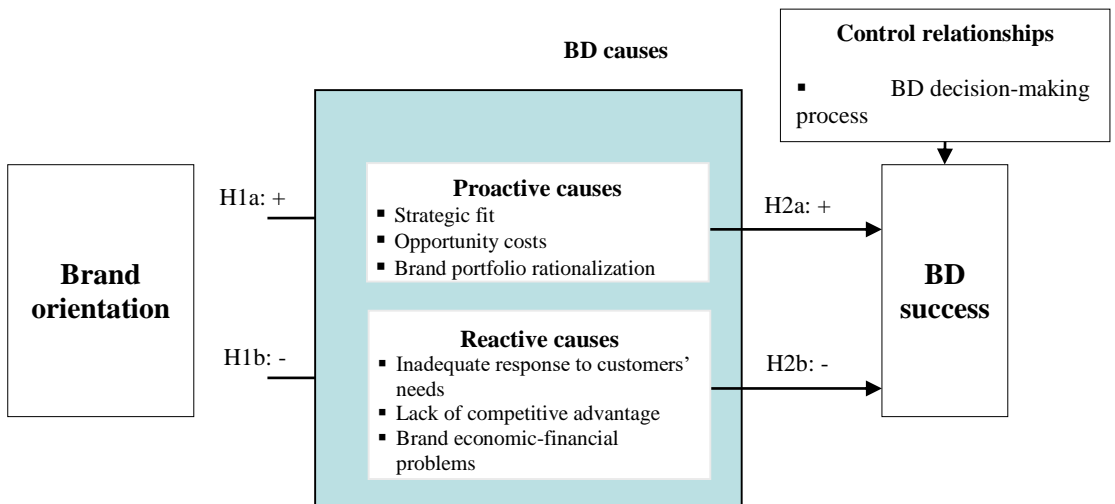 BD causes
Control relationships
▪ BD decision-making
process
Brand
orientation
H1a: +
H1b: -
Proactive causes
▪ Strategic fit
▪ Opportunity costs
▪ Brand portfolio rationalization
Reactive causes
▪ Inadequate response to customers’
needs
▪ Lack of competitive advantage
▪ Brand economic-financial
problems
H2a: +
H2b: -
BD
success